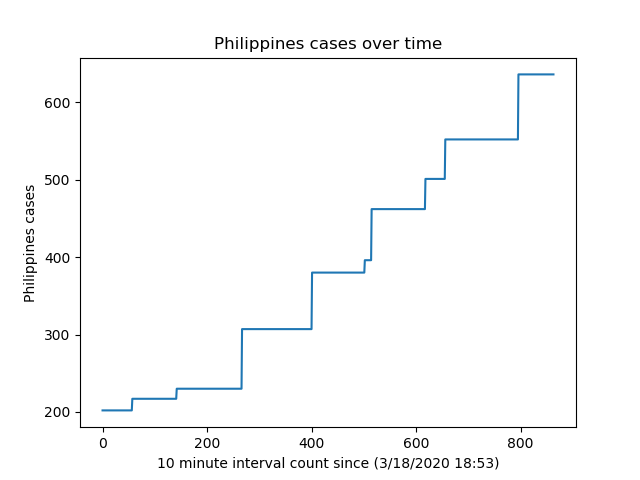 Philippines cases over time
600
500
400
300
200
Philippines cases
0 200 400 600 800
10 minute interval count since (3/18/2020 18:53)